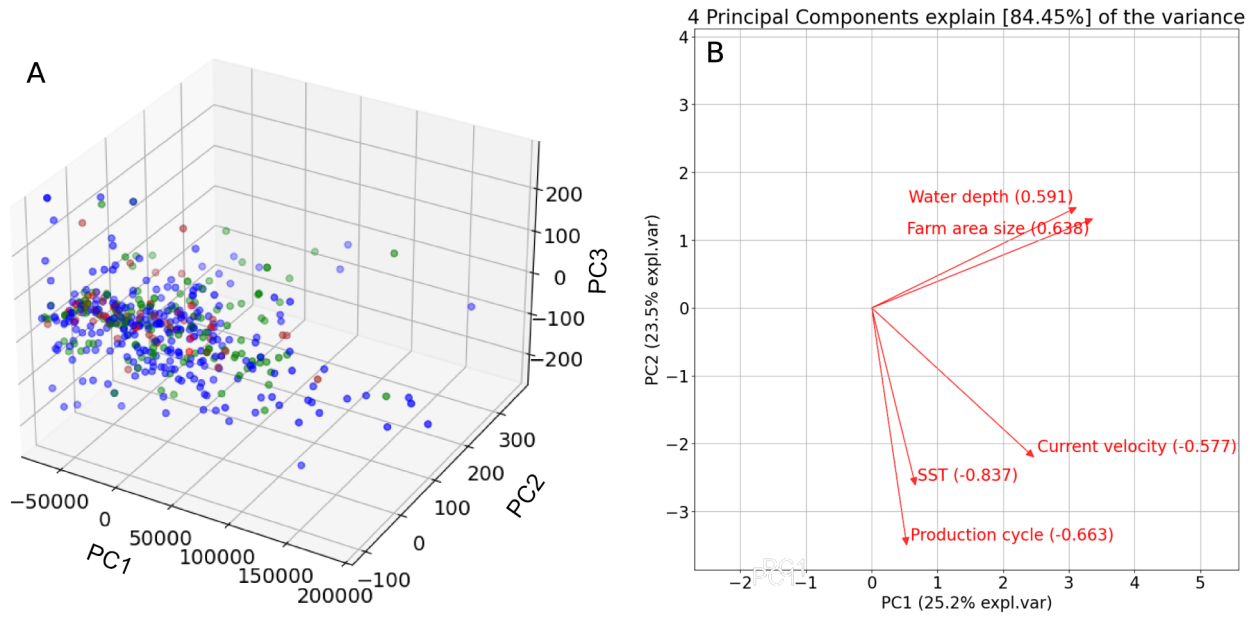 A
200
100
0
−100
−200
PC3
300
200
100
0
−100
PC2
−50000
0
50000
100000
150000
200000
PC1
4 Principal Components explain [84.45%] of the variance
B
4
3
2
1
0
−1
−2
−3
PC2 (23.5% expl.var)
Water depth (0.591)
Farm area size (0.638)
Current velocity (-0.577)
SST (-0.837)
Production cycle (-0.663)
PC1
PC1
−2 −1 0 1 2 3 4 5
PC1 (25.2% expl.var)